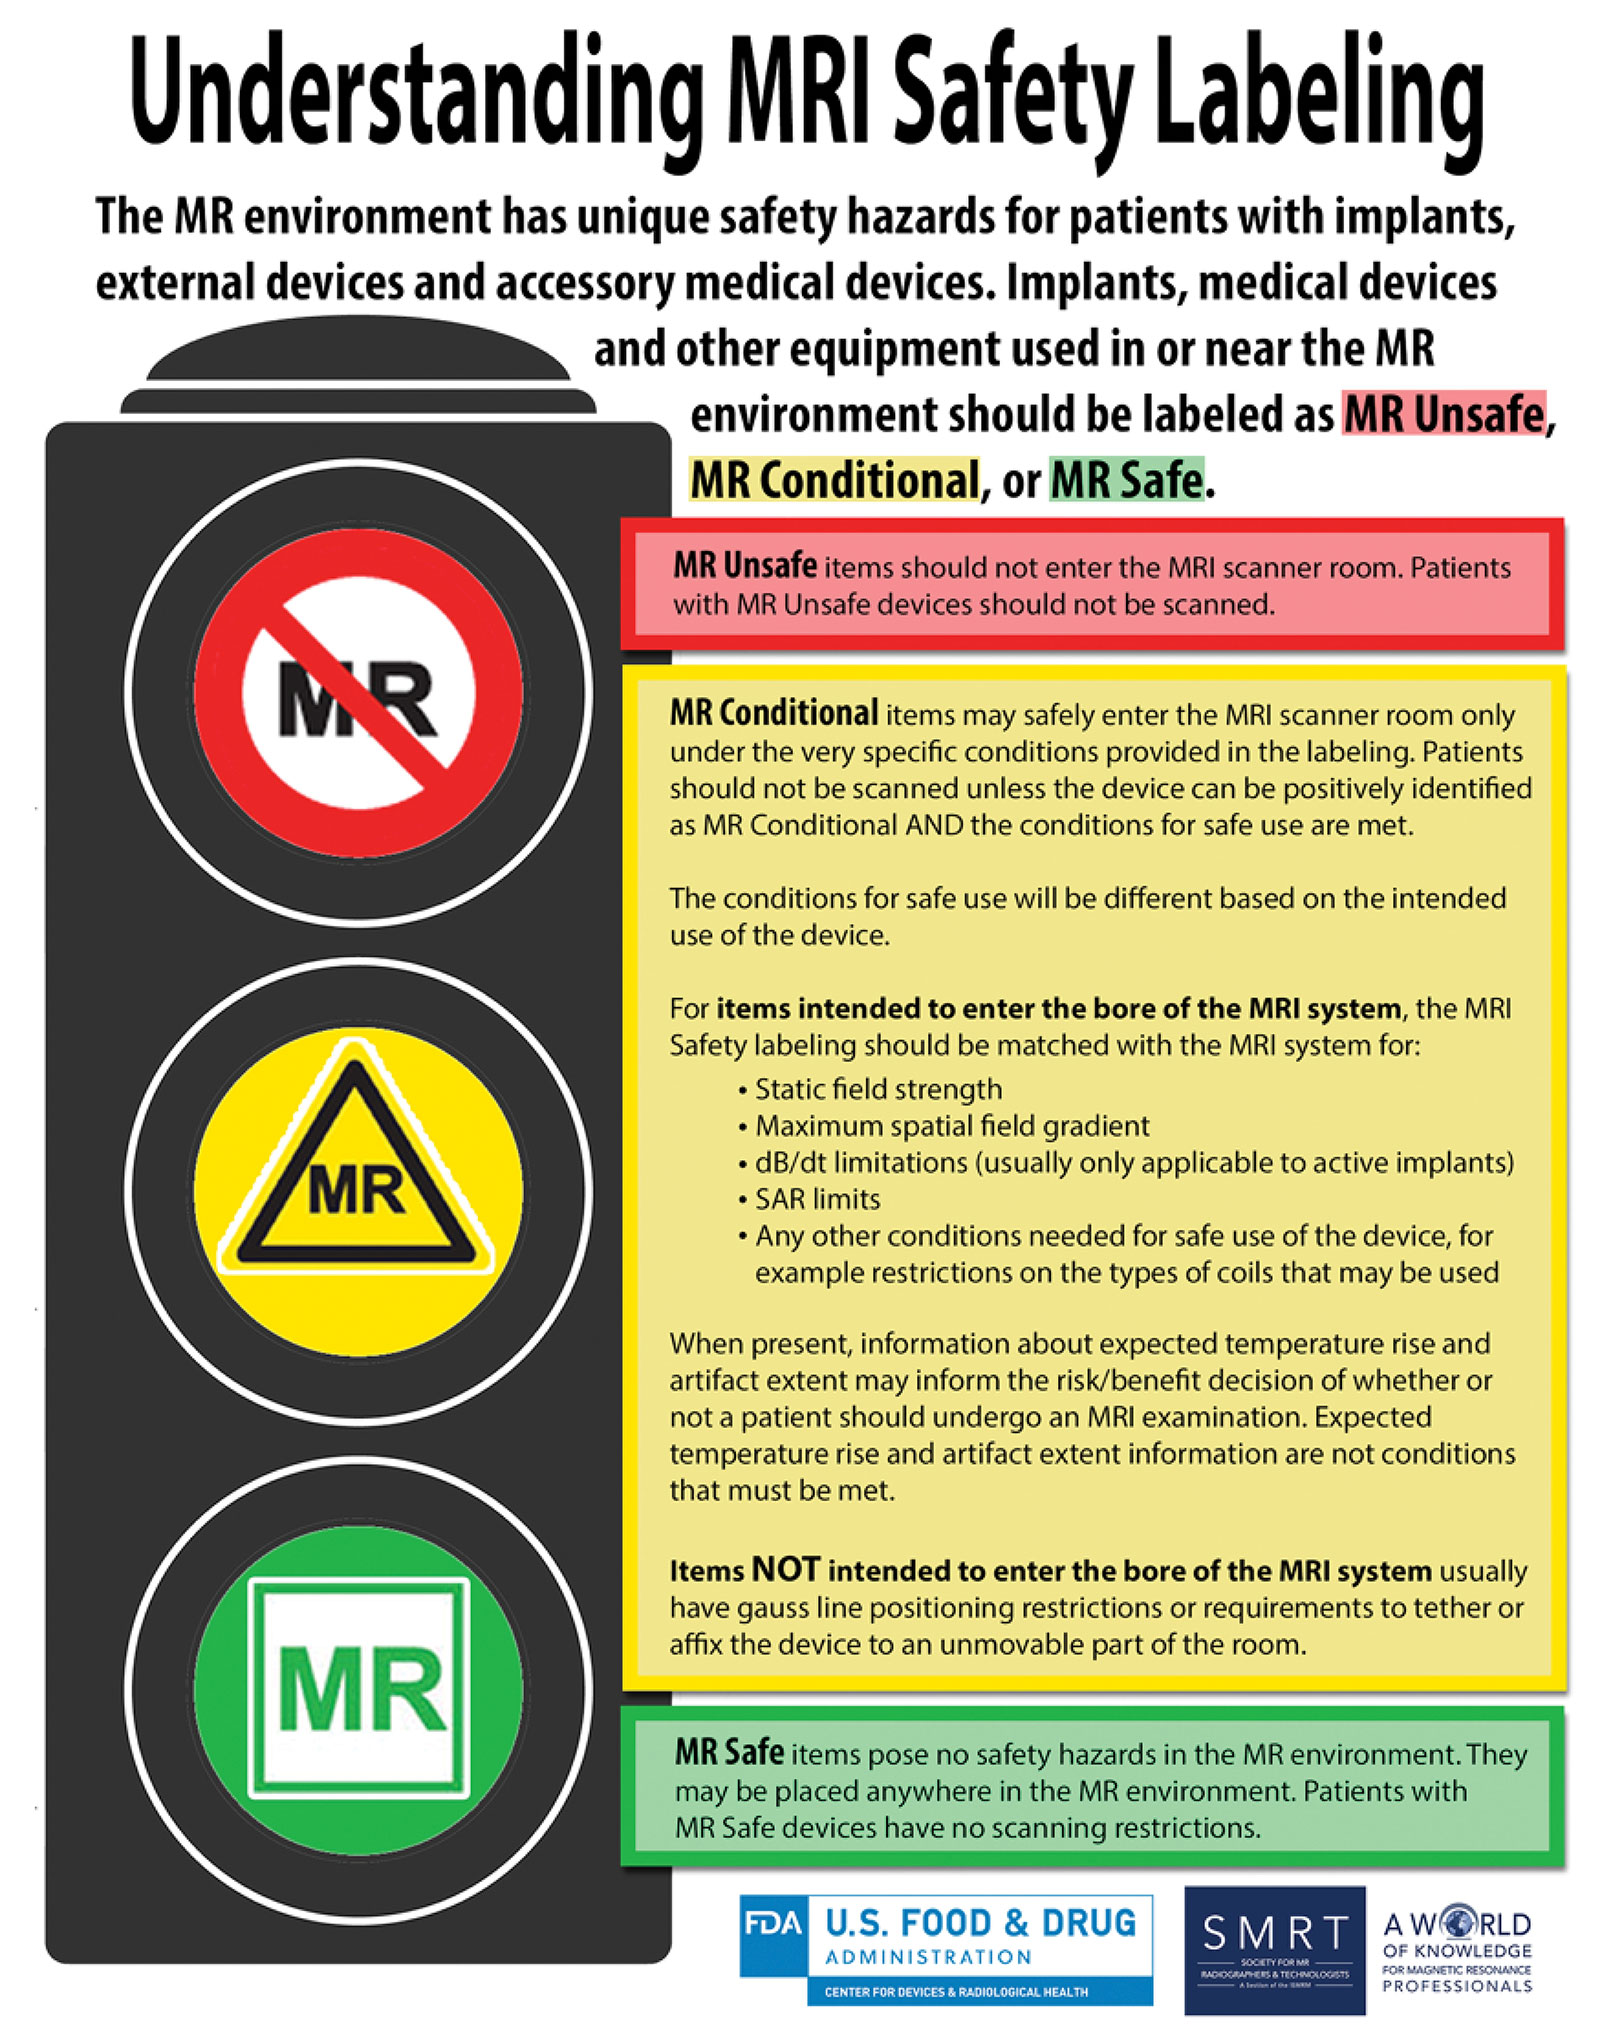 Understanding MRI Safety Labeling
The MR environment has unique safety hazards for patients with implants,
external devices and accessory medical devices. Implants, medical devices
and other equipment used in or near the MR
environment should be labeled as MR Unsafe,
MR Conditional, or MR Safe.
MR
MR Unsafe items should not enter the MRI scanner room. Patients
with MR Unsafe devices should not be scanned.
MR
MR Conditional items may safely enter the MRI scanner room only
under the very specific conditions provided in the labeling. Patients
should not be scanned unless the device can be positively identified
as MR Conditional AND the conditions for safe use are met.
The conditions for safe use will be different based on the intended
use of the device.
For items intended to enter the bore of the MRI system, the MRI
Safety labeling should be matched with the MRI system for:
• Static field strength
• Maximum spatial field gradient
• dB/dt limitations (usually only applicable to active implants)
• SAR limits
• Any other conditions needed for safe use of the device, for
example restrictions on the types of coils that may be used
When present, information about expected temperature rise and
artifact extent may inform the risk/benefit decision of whether or
not a patient should undergo an MRI examination. Expected
temperature rise and artifact extent information are not conditions
that must be met.
Items NOT intended to enter the bore of the MRI system usually
have gauss line positioning restrictions or requirements to tether or
affix the device to an unmovable part of the room.
MR
MR Safe items pose no safety hazards in the MR environment. They
may be placed anywhere in the MR environment. Patients with
MR Safe devices have no scanning restrictions.
FDA
U.S. FOOD & DRUG
ADMINISTRATION
CENTER FOR DEVICES & RADIOLOGICAL HEALTH
SMRT
SOCIETY FOR MR
RADIOGRAPHERS & TECHNOLOGISTS
A Section of the ISMRM
A WORLD
OF KNOWLEDGE
FOR MAGNETIC RESONANCE
PROFESSIONALS